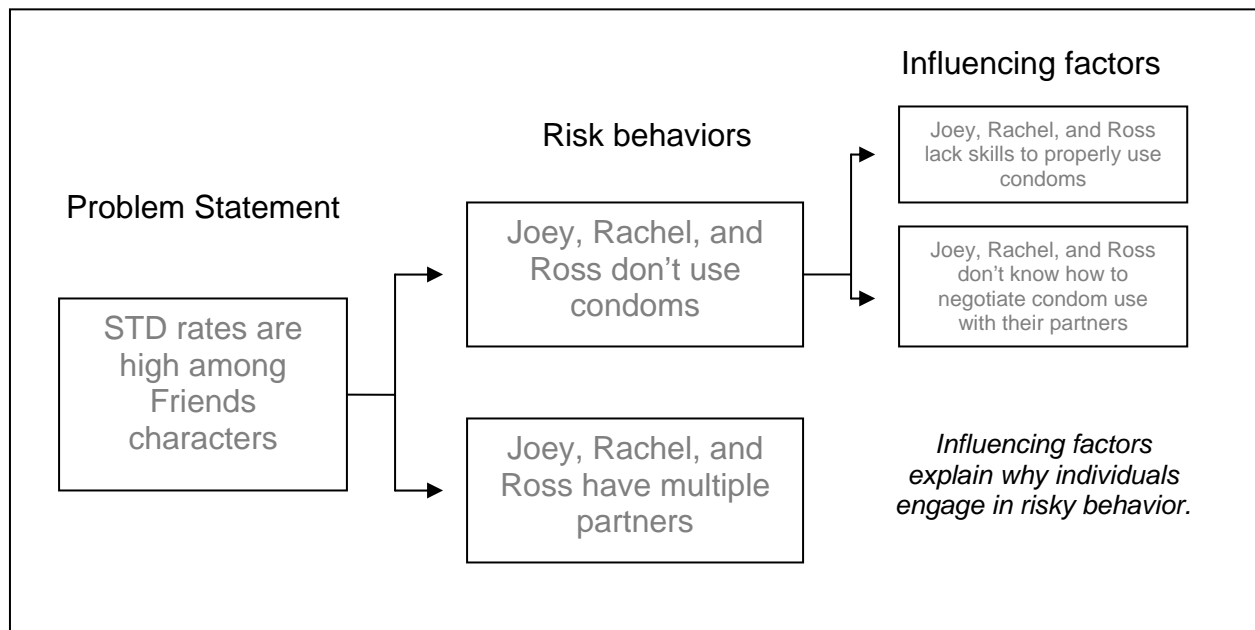 Problem Statement
STD rates are
high among
Friends
characters
Risk behaviors
Joey, Rachel, and
Ross don’t use
condoms
Joey, Rachel, and
Ross have multiple
partners
Influencing factors
Joey, Rachel, and Ross
lack skills to properly use
condoms
Joey, Rachel, and Ross
don’t know how to
negotiate condom use
with their partners
Influencing factors
explain why individuals
engage in risky behavior.